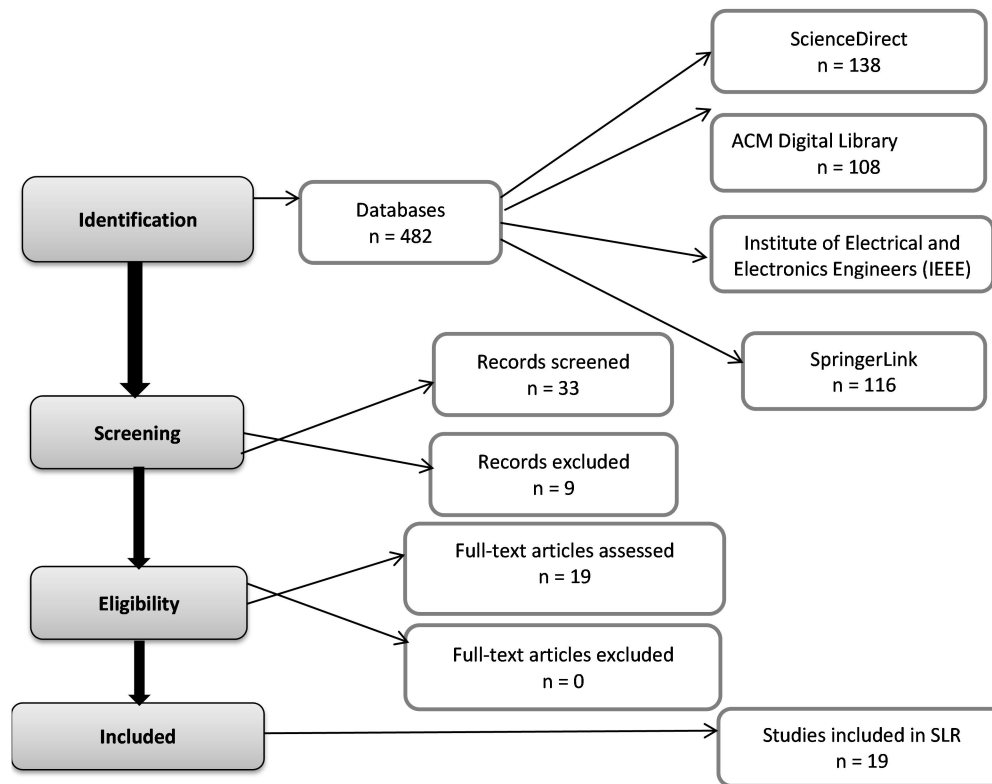 ScienceDirect
n = 138
ACM Digital Library
n = 108
Identification
Databases
n = 482
Institute of Electrical and
Electronics Engineers (IEEE)
SpringerLink
n = 116
Records screened
n = 33
Screening
Records excluded
n = 9
Full-text articles assessed
n = 19
Eligibility
Full-text articles excluded
n = 0
Included
Studies included in SLR
n = 19